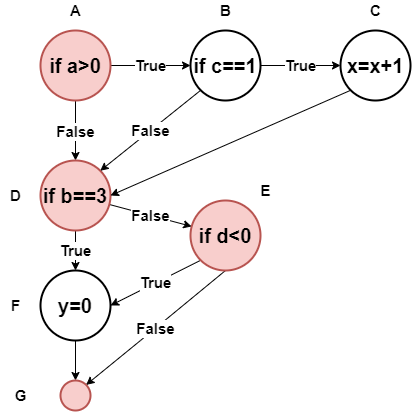 A
B
C
if a>0
True
if c==1
True
x=x+1
False
False
D
if b==3
E
False
if d<0
True
True
F
y=0
False
G